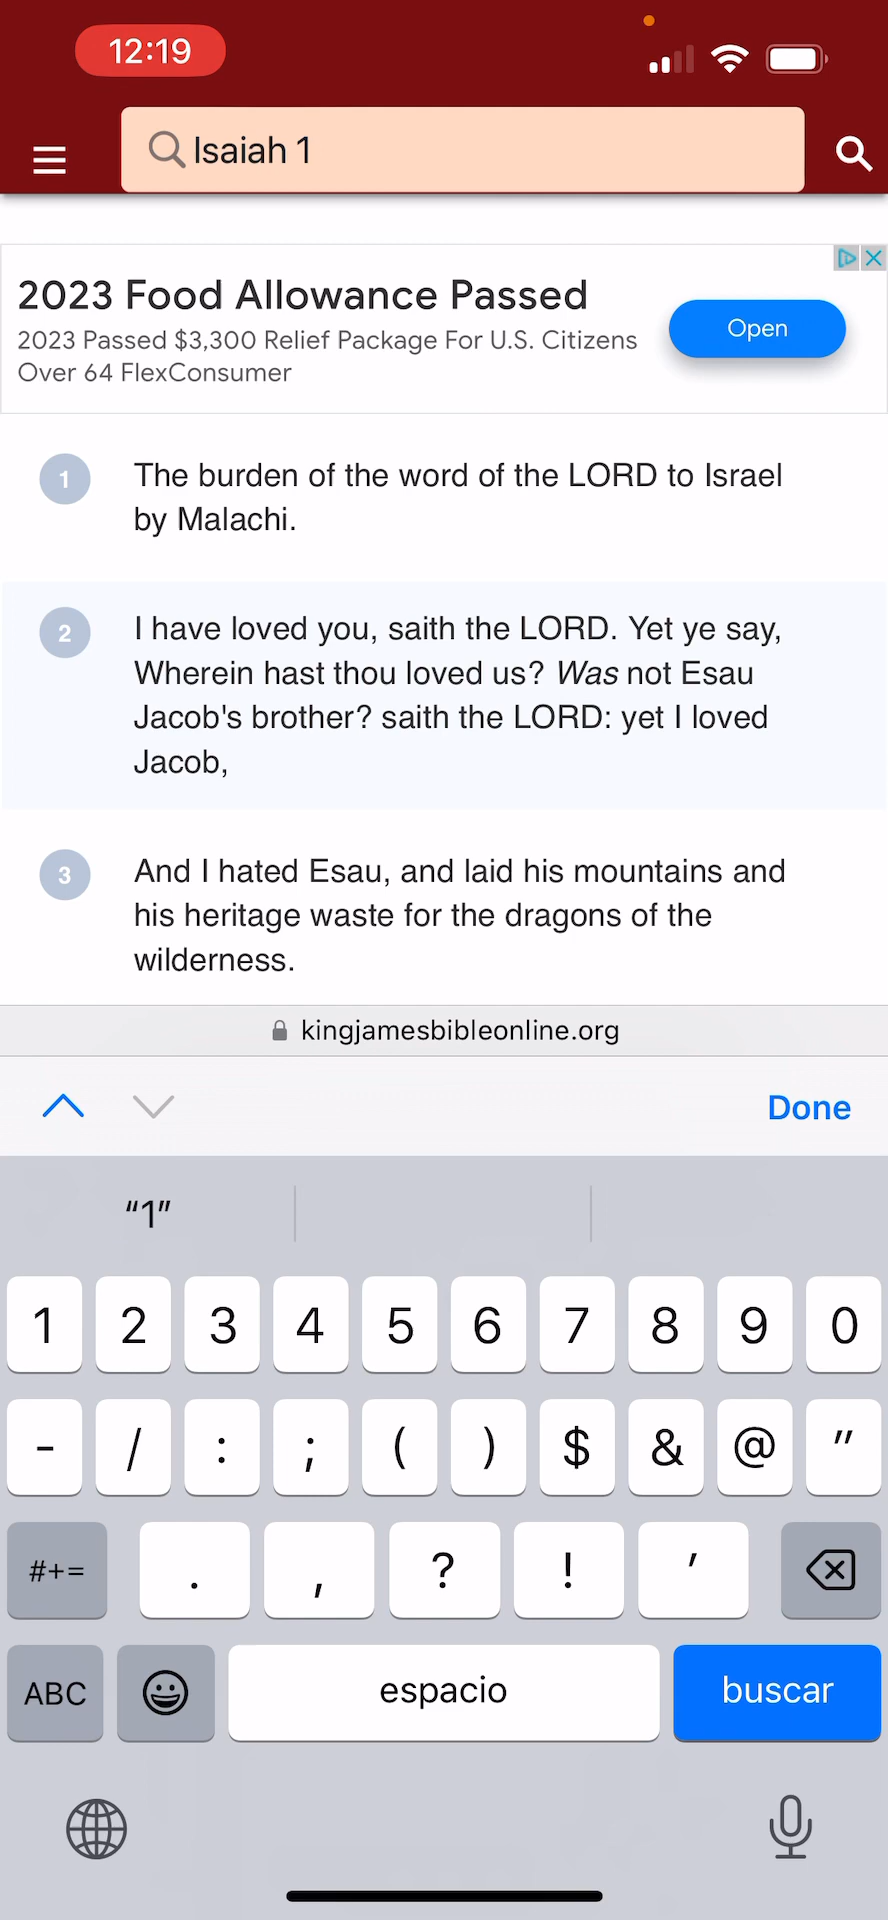 12:19
Isaiah 1
2023 Food Allowance Passed
2023 Passed $3,300 Relief Package For U.S. Citizens
Over 64 FlexConsumer
Open
1
The burden of the word of the LORD to Israel
by Malachi.
2
I have loved you, saith the LORD. Yet ye say,
Wherein hast thou loved us? Was not Esau
Jacob's brother? saith the LORD: yet I loved
Jacob,
3
And I hated Esau, and laid his mountains and
his heritage waste for the dragons of the
wilderness.
kingjamesbibleonline.org
Done
“1”
1 2 3 4 5 6 7 8 9 0
- / : ; ( ) $ & @ "
#+= . , ? ! '
ABC espacio buscar